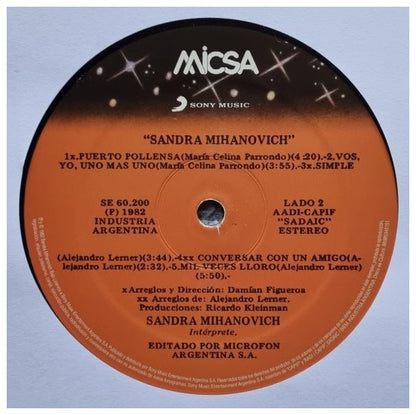 MICSA
SONY MUSIC
"SANDRA MIHANOVICH"
1x.PUERTO POLLENSA(María Celina Parrondo)(4:20).-2.VOS,
YO, UNO MAS UNO(María Celina Parrondo)(3:55).-3x.SIMPLE
SE 60.200
(P) 1982
INDUSTRIA
ARGENTINA
LADO 2
AADI-CAPIF
"SADAIC"
ESTEREO
(Alejandro Lerner)(3:44).-4xx CONVERSAR CON UN AMIGO(A-
lejandro Lerner)(2:32).-5.MIL VECES LLORO(Alejandro Lerner)
(5:50).-
x Arreglos y Dirección: Damían Figueroa
xx Arreglos de: Alejandro Lerner,
Producciones: Ricardo Kleinman
SANDRA MIHANOVICH
Intérprete,
EDITADO POR MICROFON
ARGENTINA S.A.